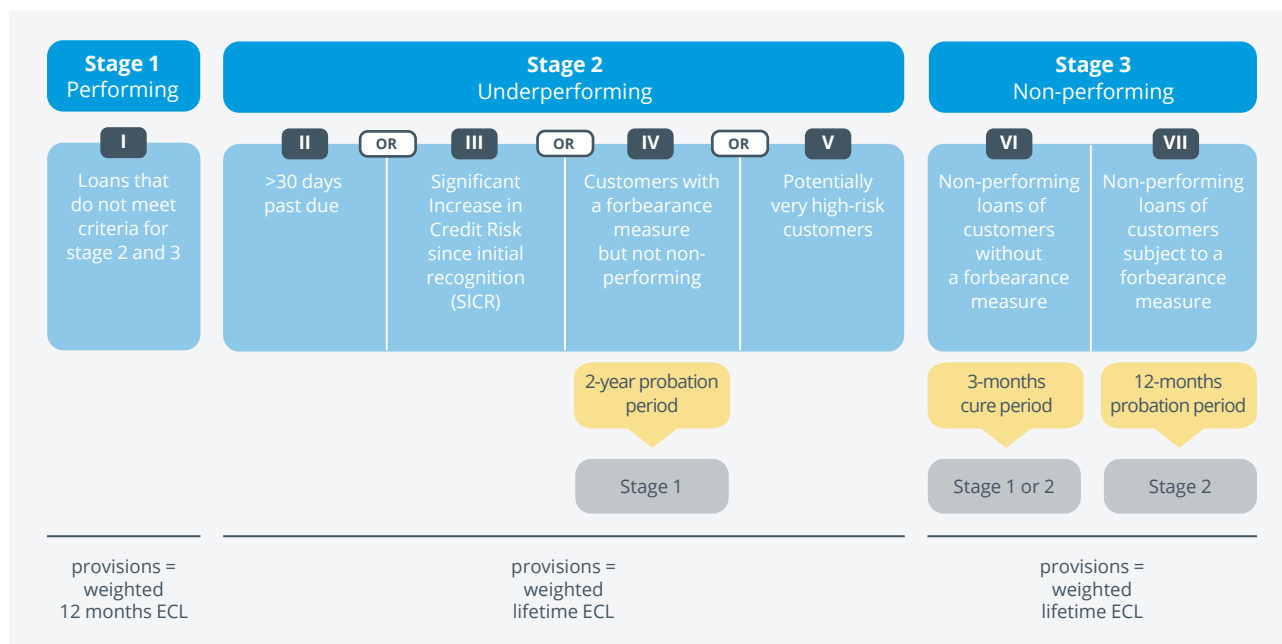 Stage 1
Performing
Stage 2
Underperforming
Stage 3
Non-performing
I
Loans that
do not meet
criteria for
stage 2 and 3
II
>30 days
past due
OR
III
Significant
Increase in
Credit Risk
since initial
recognition
(SICR)
OR
IV
Customers with
a forbearance
measure
but not non-
performing
OR
V
Potentially
very high-risk
customers
VI
Non-performing
loans of
customers
without
a forbearance
measure
VII
Non-performing
loans of
customers
subject to a
forbearance
measure
2-year probation
period
3-months
cure period
12-months
probation period
Stage 1
Stage 1 or 2
Stage 2
provisions =
weighted
12 months ECL
provisions =
weighted
lifetime ECL
provisions =
weighted
lifetime ECL